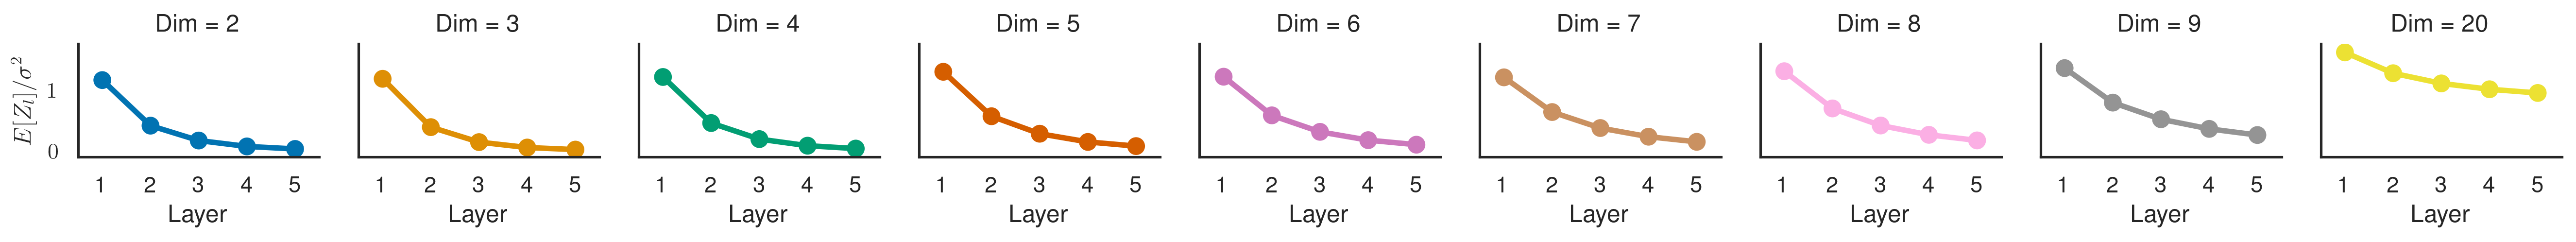 Dim = 2
Dim = 3
Dim = 4
Dim = 5
Dim = 6
Dim = 7
Dim = 8
Dim = 9
Dim = 20
E[Z_l]/σ²
1
0
1 2 3 4 5
1 2 3 4 5
1 2 3 4 5
1 2 3 4 5
1 2 3 4 5
1 2 3 4 5
1 2 3 4 5
1 2 3 4 5
1 2 3 4 5
Layer
Layer
Layer
Layer
Layer
Layer
Layer
Layer
Layer